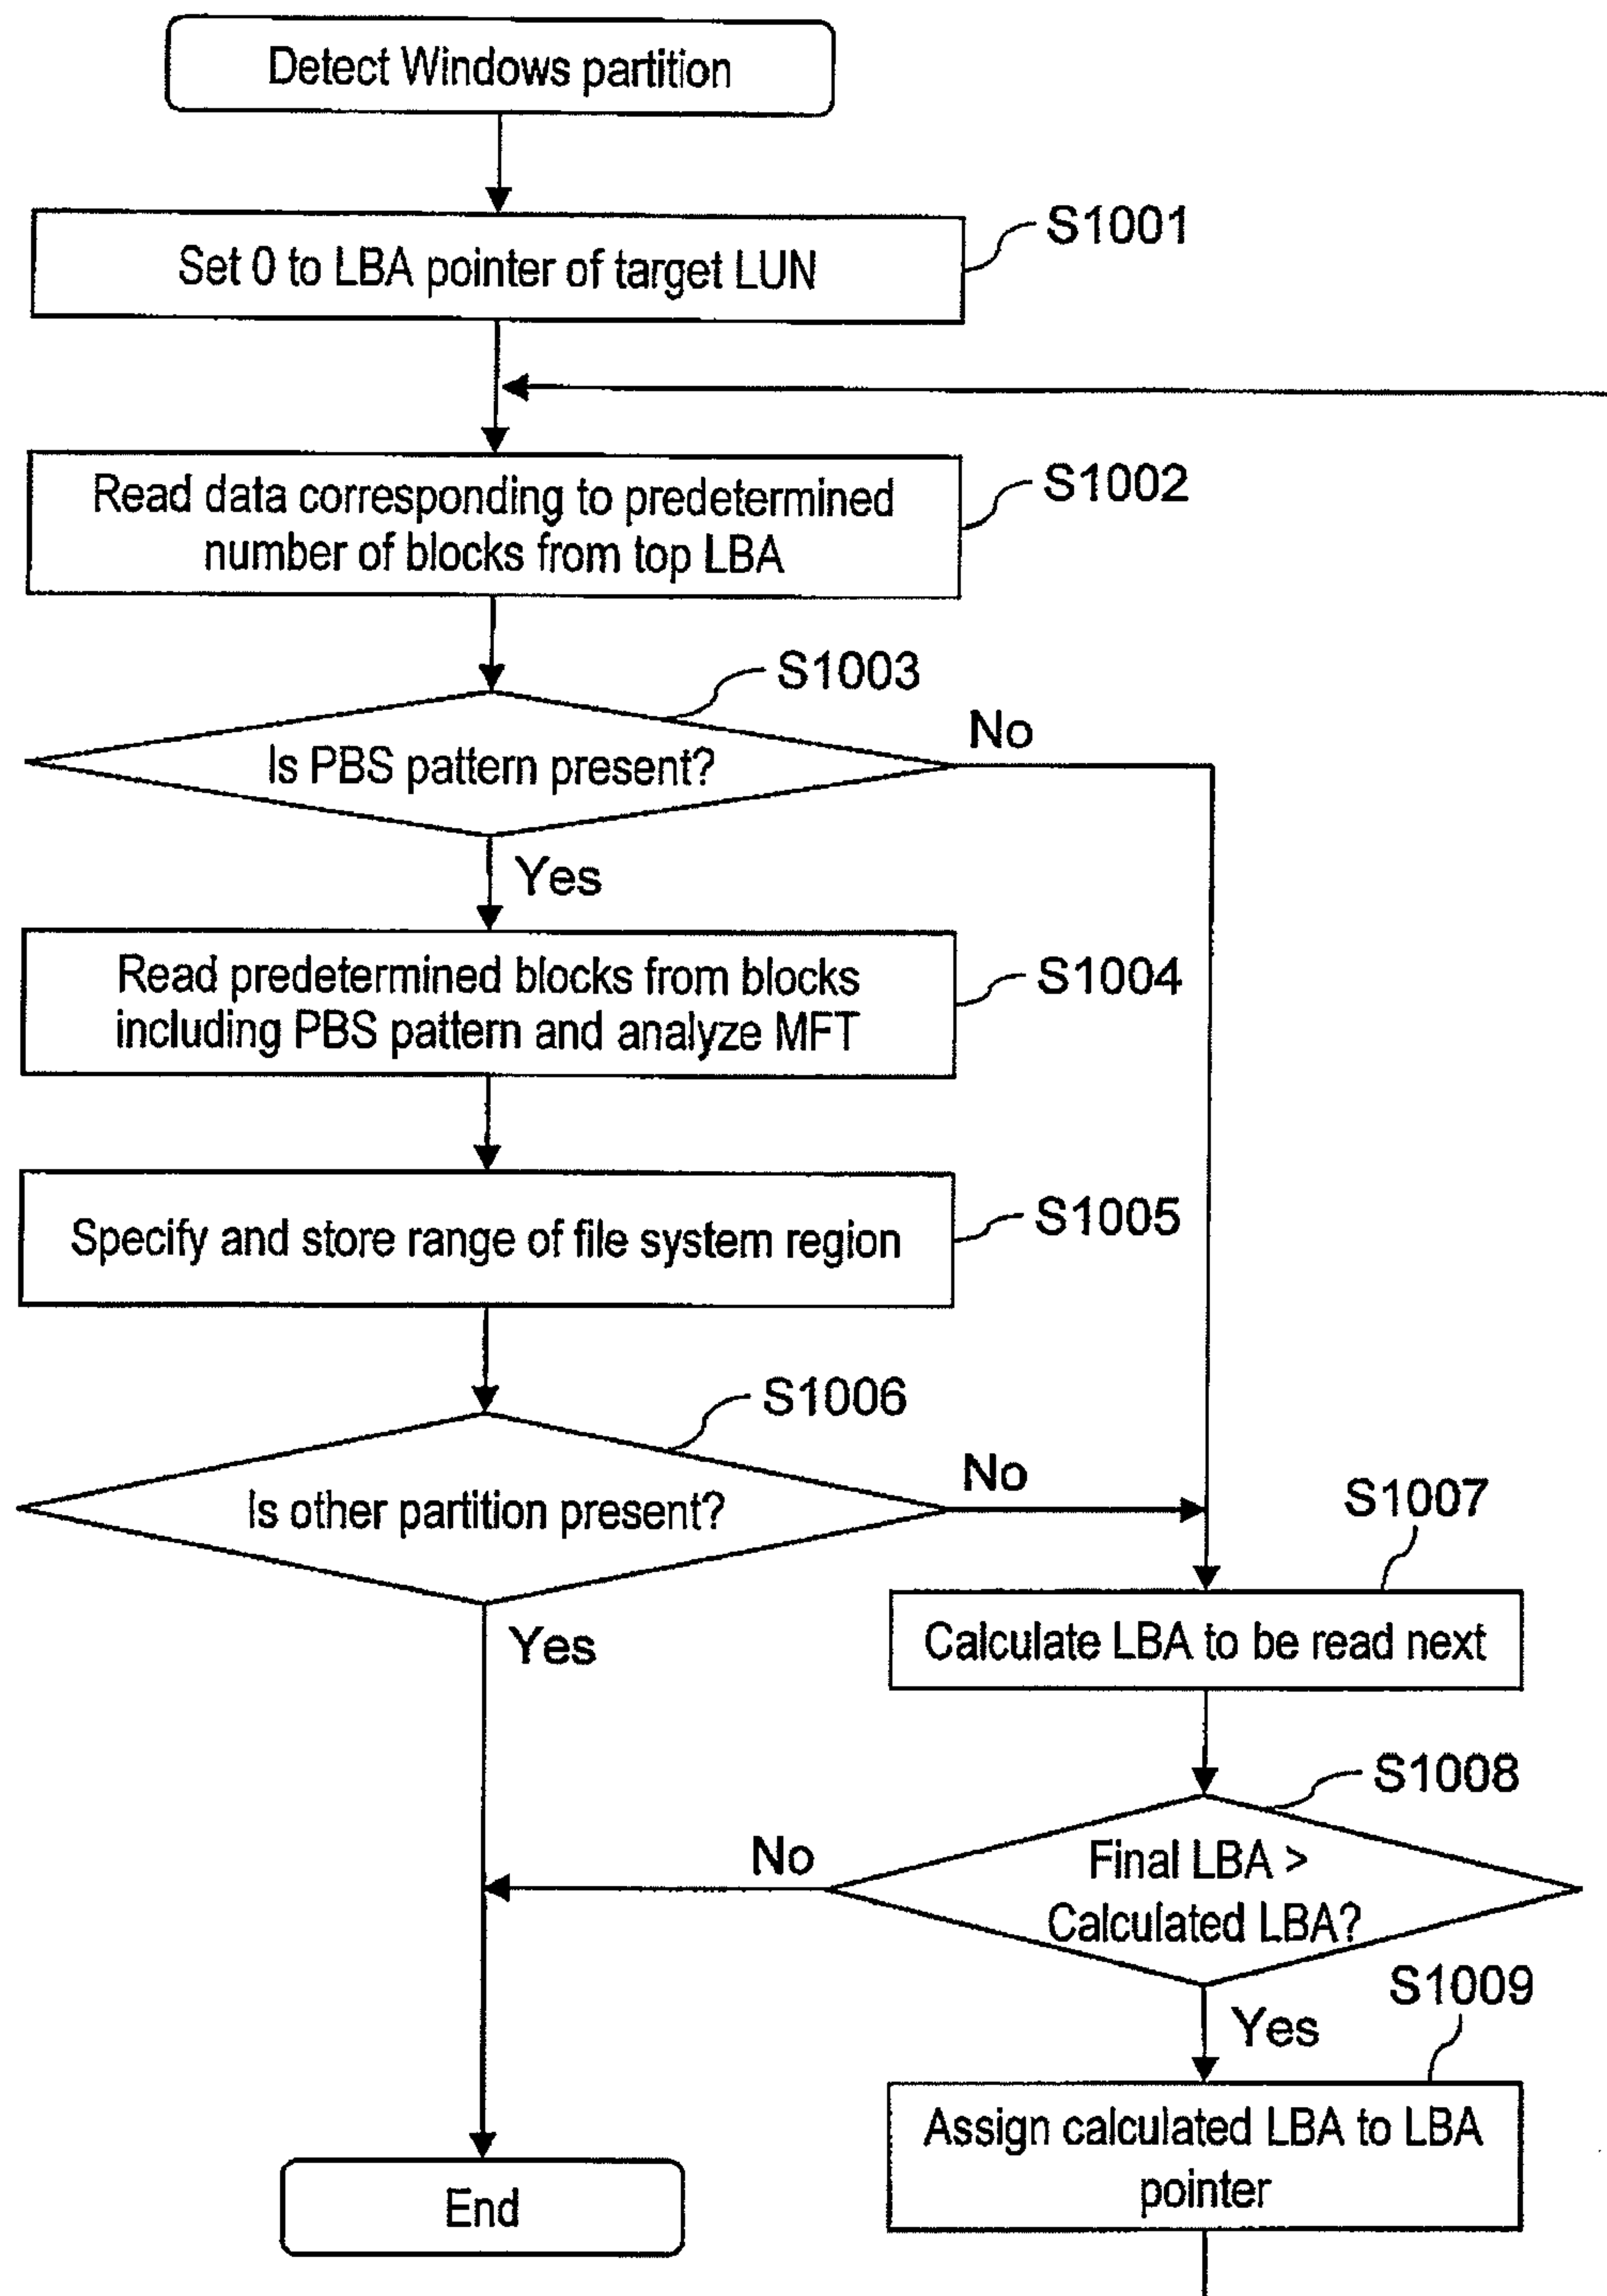 Detect Windows partition
Set 0 to LBA pointer of target LUN
S1001
Read data corresponding to predetermined
number of blocks from top LBA
S1002
S1003
Is PBS pattern present?
No
Yes
Read predetermined blocks from blocks
including PBS pattern and analyze MFT
S1004
Specify and store range of file system region
S1005
S1006
Is other partition present?
No
Yes
S1007
Calculate LBA to be read next
S1008
Final LBA >
Calculated LBA?
No
Yes
S1009
Assign calculated LBA to LBA
pointer
End